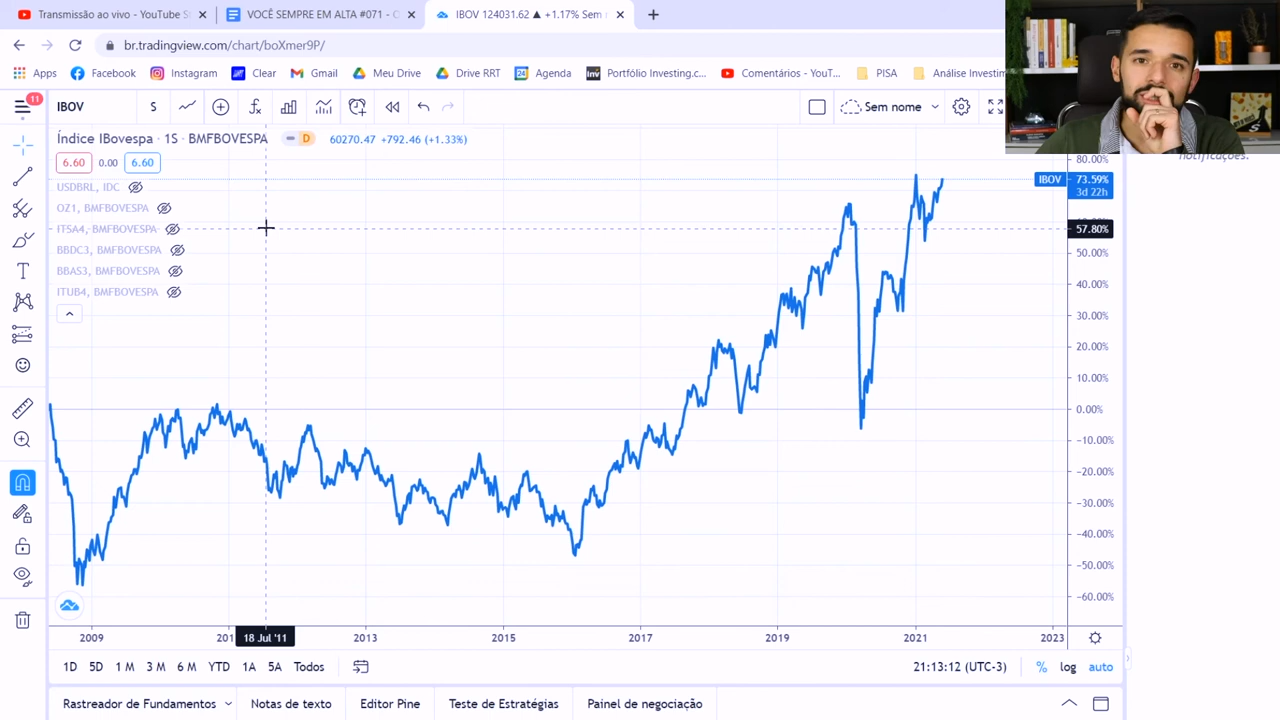 Transmissão ao vivo - YouTube S
VOCÊ SEMPRE EM ALTA #071 - C
IBOV 124031.62 ▲ +1.17% Sem n
br.tradingview.com/chart/boXmer9P/
Apps
Facebook
Instagram
Clear
Gmail
Meu Drive
Drive RRT
24
Agenda
Inv
Portfólio Investing.c...
Comentários - YouT...
PISA
Análise Investim
11
IBOV
S
Sem nome
Índice IBovespa · 1S · BMFBOVESPA
D
60270.47 +792.46 (+1.33%)
notificações.
6.60 0.00 6.60
USDBRL, IDC
OZ1, BMFBOVESPA
ITSA4, BMFBOVESPA
BBDC3, BMFBOVESPA
BBAS3, BMFBOVESPA
ITUB4, BMFBOVESPA
80.00%
IBOV 73.59%
3d 22h
57.80%
50.00%
40.00%
30.00%
20.00%
10.00%
0.00%
−10.00%
−20.00%
−30.00%
−40.00%
−50.00%
−60.00%
2009
201
18 Jul '11
2013
2015
2017
2019
2021
2023
1D 5D 1 M 3 M 6 M YTD 1A 5A Todos
21:13:12 (UTC-3)
% log auto
Rastreador de Fundamentos
Notas de texto
Editor Pine
Teste de Estratégias
Painel de negociação